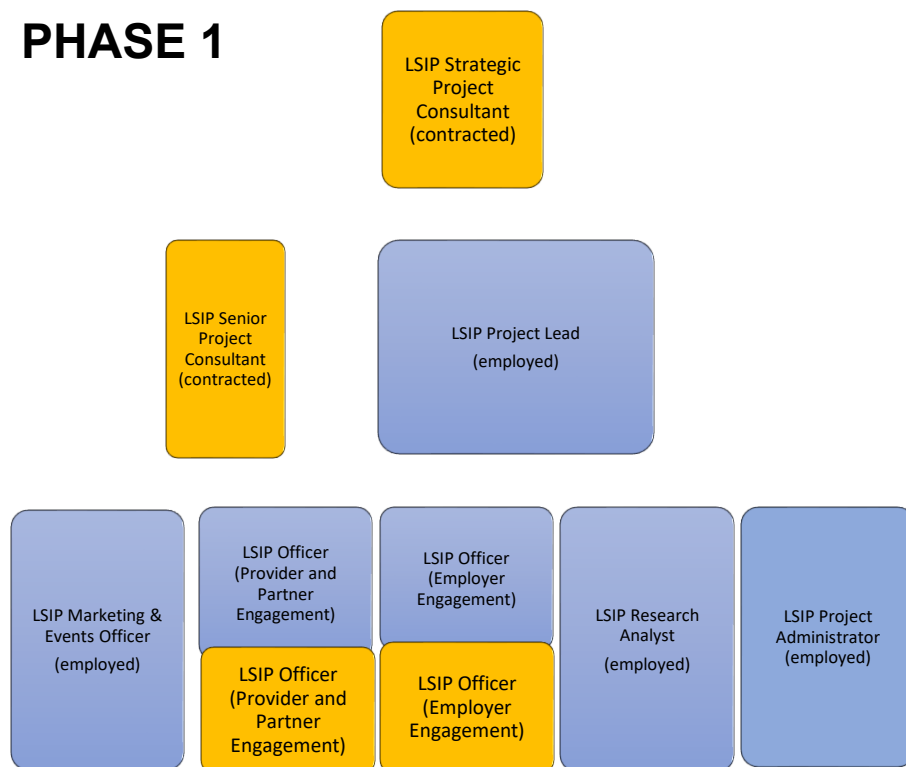 PHASE 1
LSIP Strategic
Project
Consultant
(contracted)
LSIP Senior
Project
Consultant
(contracted)
LSIP Project Lead
(employed)
LSIP Marketing &
Events Officer
(employed)
LSIP Officer
(Provider and
Partner
Engagement)
LSIP Officer
(Provider and
Partner
Engagement)
LSIP Officer
(Employer
Engagement)
LSIP Officer
(Employer
Engagement)
LSIP Research
Analyst
(employed)
LSIP Project
Administrator
(employed)